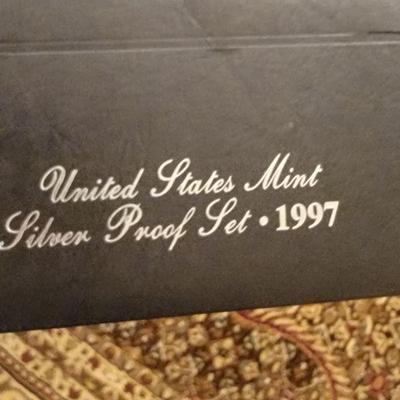 United States Mint
Silver Proof Set • 1997